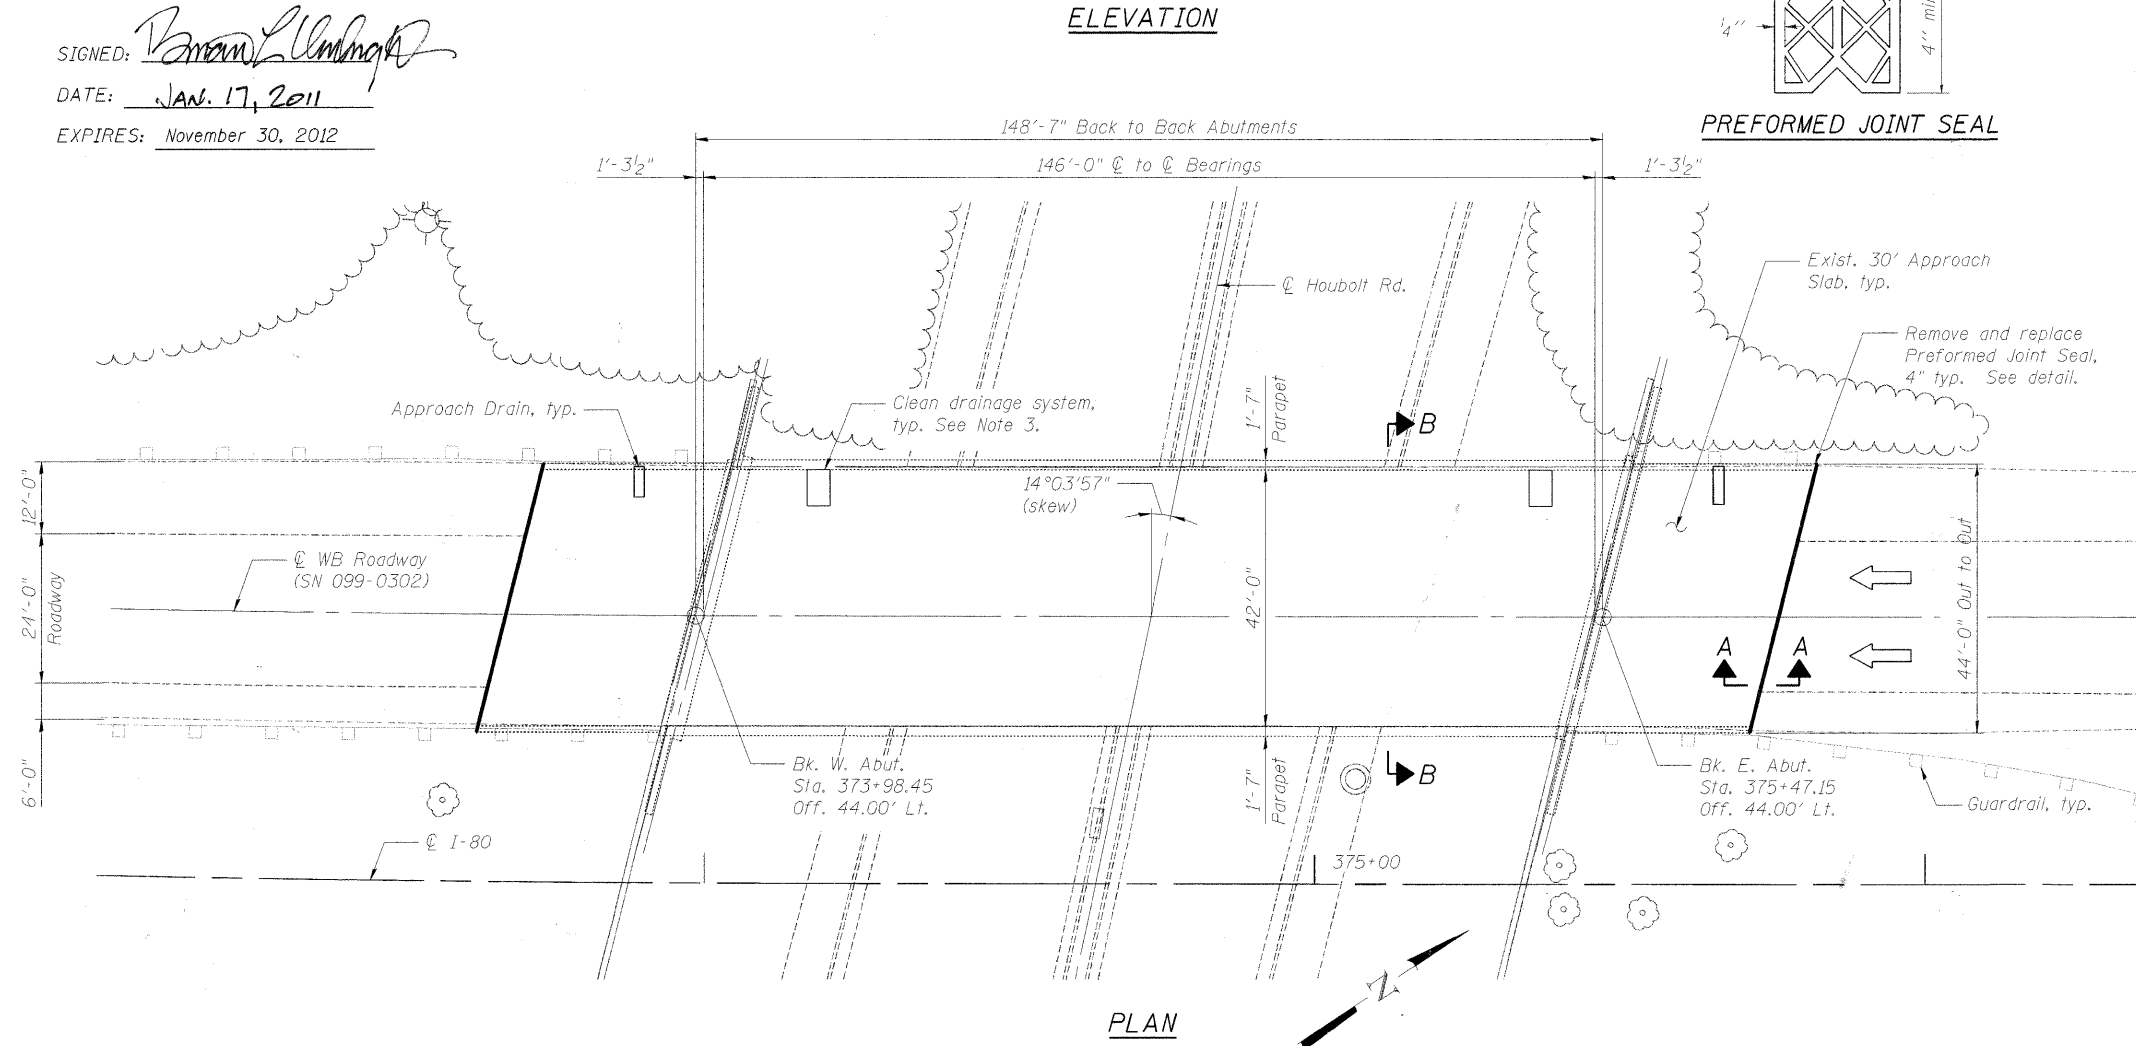 ELEVATION
SIGNED:
DATE: JAN. 17, 2011
EXPIRES: November 30, 2012
1/4"
4" min
PREFORMED JOINT SEAL
148'-7" Back to Back Abutments
1'-3½"
146'-0" ℄ to ℄ Bearings
1'-3½"
℄ Houbolt Rd.
Exist. 30' Approach
Slab, typ.
Remove and replace
Preformed Joint Seal,
4" typ. See detail.
Approach Drain, typ.
Clean drainage system,
typ. See Note 3.
1'-7"
Parapet
B
14°03'57"
(skew)
12'-0"
℄ WB Roadway
(SN 099-0302)
24'-0"
Roadway
42'-0"
44'-0" Out to Out
A
A
6'-0"
Bk. W. Abut.
Sta. 373+98.45
Off. 44.00' Lt.
1'-7"
Parapet
B
Bk. E. Abut.
Sta. 375+47.15
Off. 44.00' Lt.
Guardrail, typ.
℄ I-80
375+00
N
PLAN